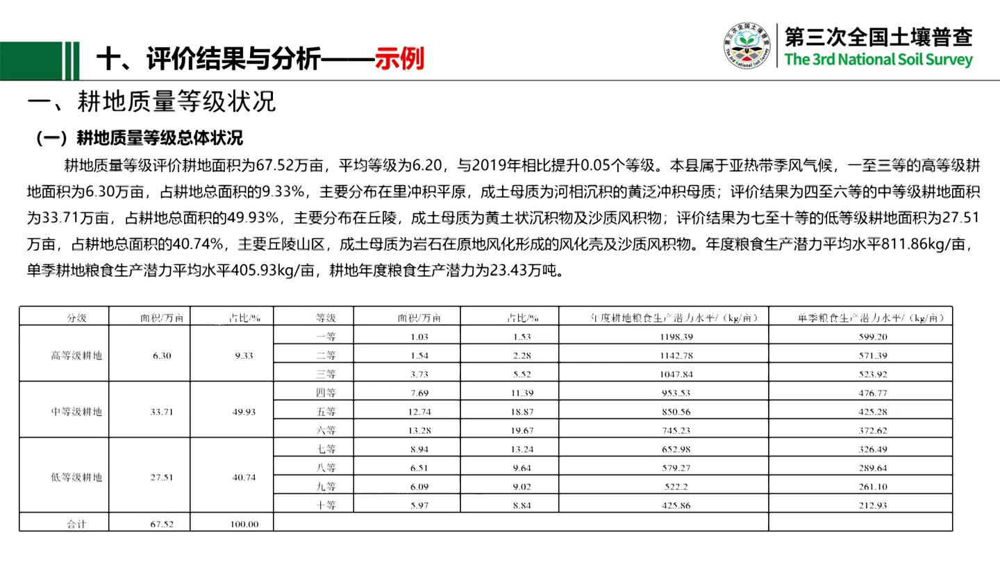 十、评价结果与分析——示例
第三次全国土壤普查
The 3rd National Soil Survey
一、耕地质量等级状况
（一）耕地质量等级总体状况
耕地质量等级评价耕地面积为67.52万亩，平均等级为6.20，与2019年相比提升0.05个等级。本县属于亚热带季风气候，一至三等的高等级耕
地面积为6.30万亩，占耕地总面积的9.33%，主要分布在里冲积平原，成土母质为河相沉积的黄泛冲积母质；评价结果为四至六等的中等级耕地面积
为33.71万亩，占耕地总面积的49.93%，主要分布在丘陵，成土母质为黄土状沉积物及沙质风积物；评价结果为七至十等的低等级耕地面积为27.51
万亩，占耕地总面积的40.74%，主要丘陵山区，成土母质为岩石在原地风化形成的风化壳及沙质风积物。年度粮食生产潜力平均水平811.86kg/亩，
单季耕地粮食生产潜力平均水平405.93kg/亩，耕地年度粮食生产潜力为23.43万吨。
分级 面积/万亩 占比/% 等级 面积/万亩 占比/% 年度耕地粮食生产潜力水平/（kg/亩） 单季粮食生产潜力水平/（kg/亩）
一等 1.03 1.53 1198.39 599.20
高等级耕地 6.30 9.33 二等 1.54 2.28 1142.78 571.39
三等 3.73 5.52 1047.84 523.92
四等 7.69 11.39 953.53 476.77
中等级耕地 33.71 49.93 五等 12.74 18.87 850.56 425.28
六等 13.28 19.67 745.23 372.62
七等 8.94 13.24 652.98 326.49
八等 6.51 9.64 579.27 289.64
低等级耕地 27.51 40.74 九等 6.09 9.02 522.2 261.10
十等 5.97 8.84 425.86 212.93
合计 67.52 100.00